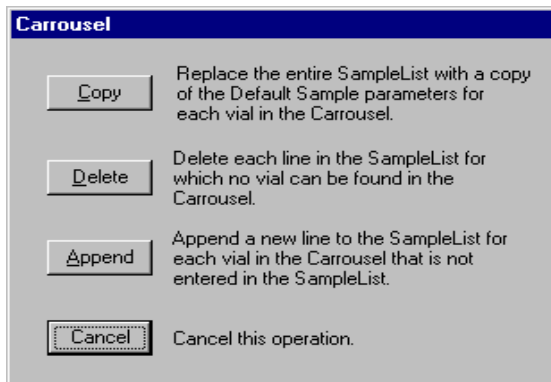 Carrousel
Copy
Replace the entire SampleList with a copy
of the Default Sample parameters for
each vial in the Carrousel.
Delete
Delete each line in the SampleList for
which no vial can be found in the
Carrousel.
Append
Append a new line to the SampleList for
each vial in the Carrousel that is not
entered in the SampleList.
Cancel
Cancel this operation.